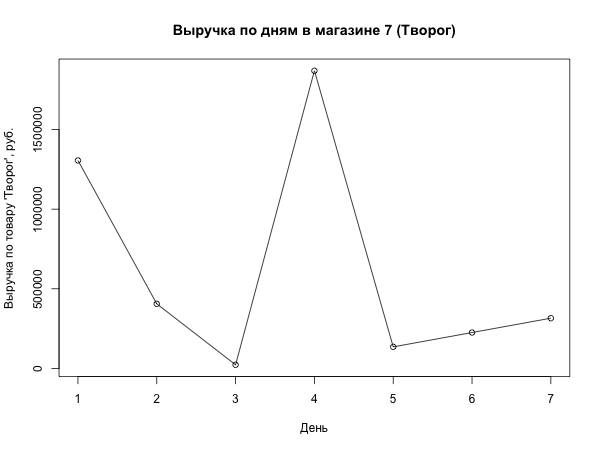 Выручка по дням в магазине 7 (Творог)
Выручка по товару 'Творог', руб.
1500000
1000000
500000
0
1 2 3 4 5 6 7
День